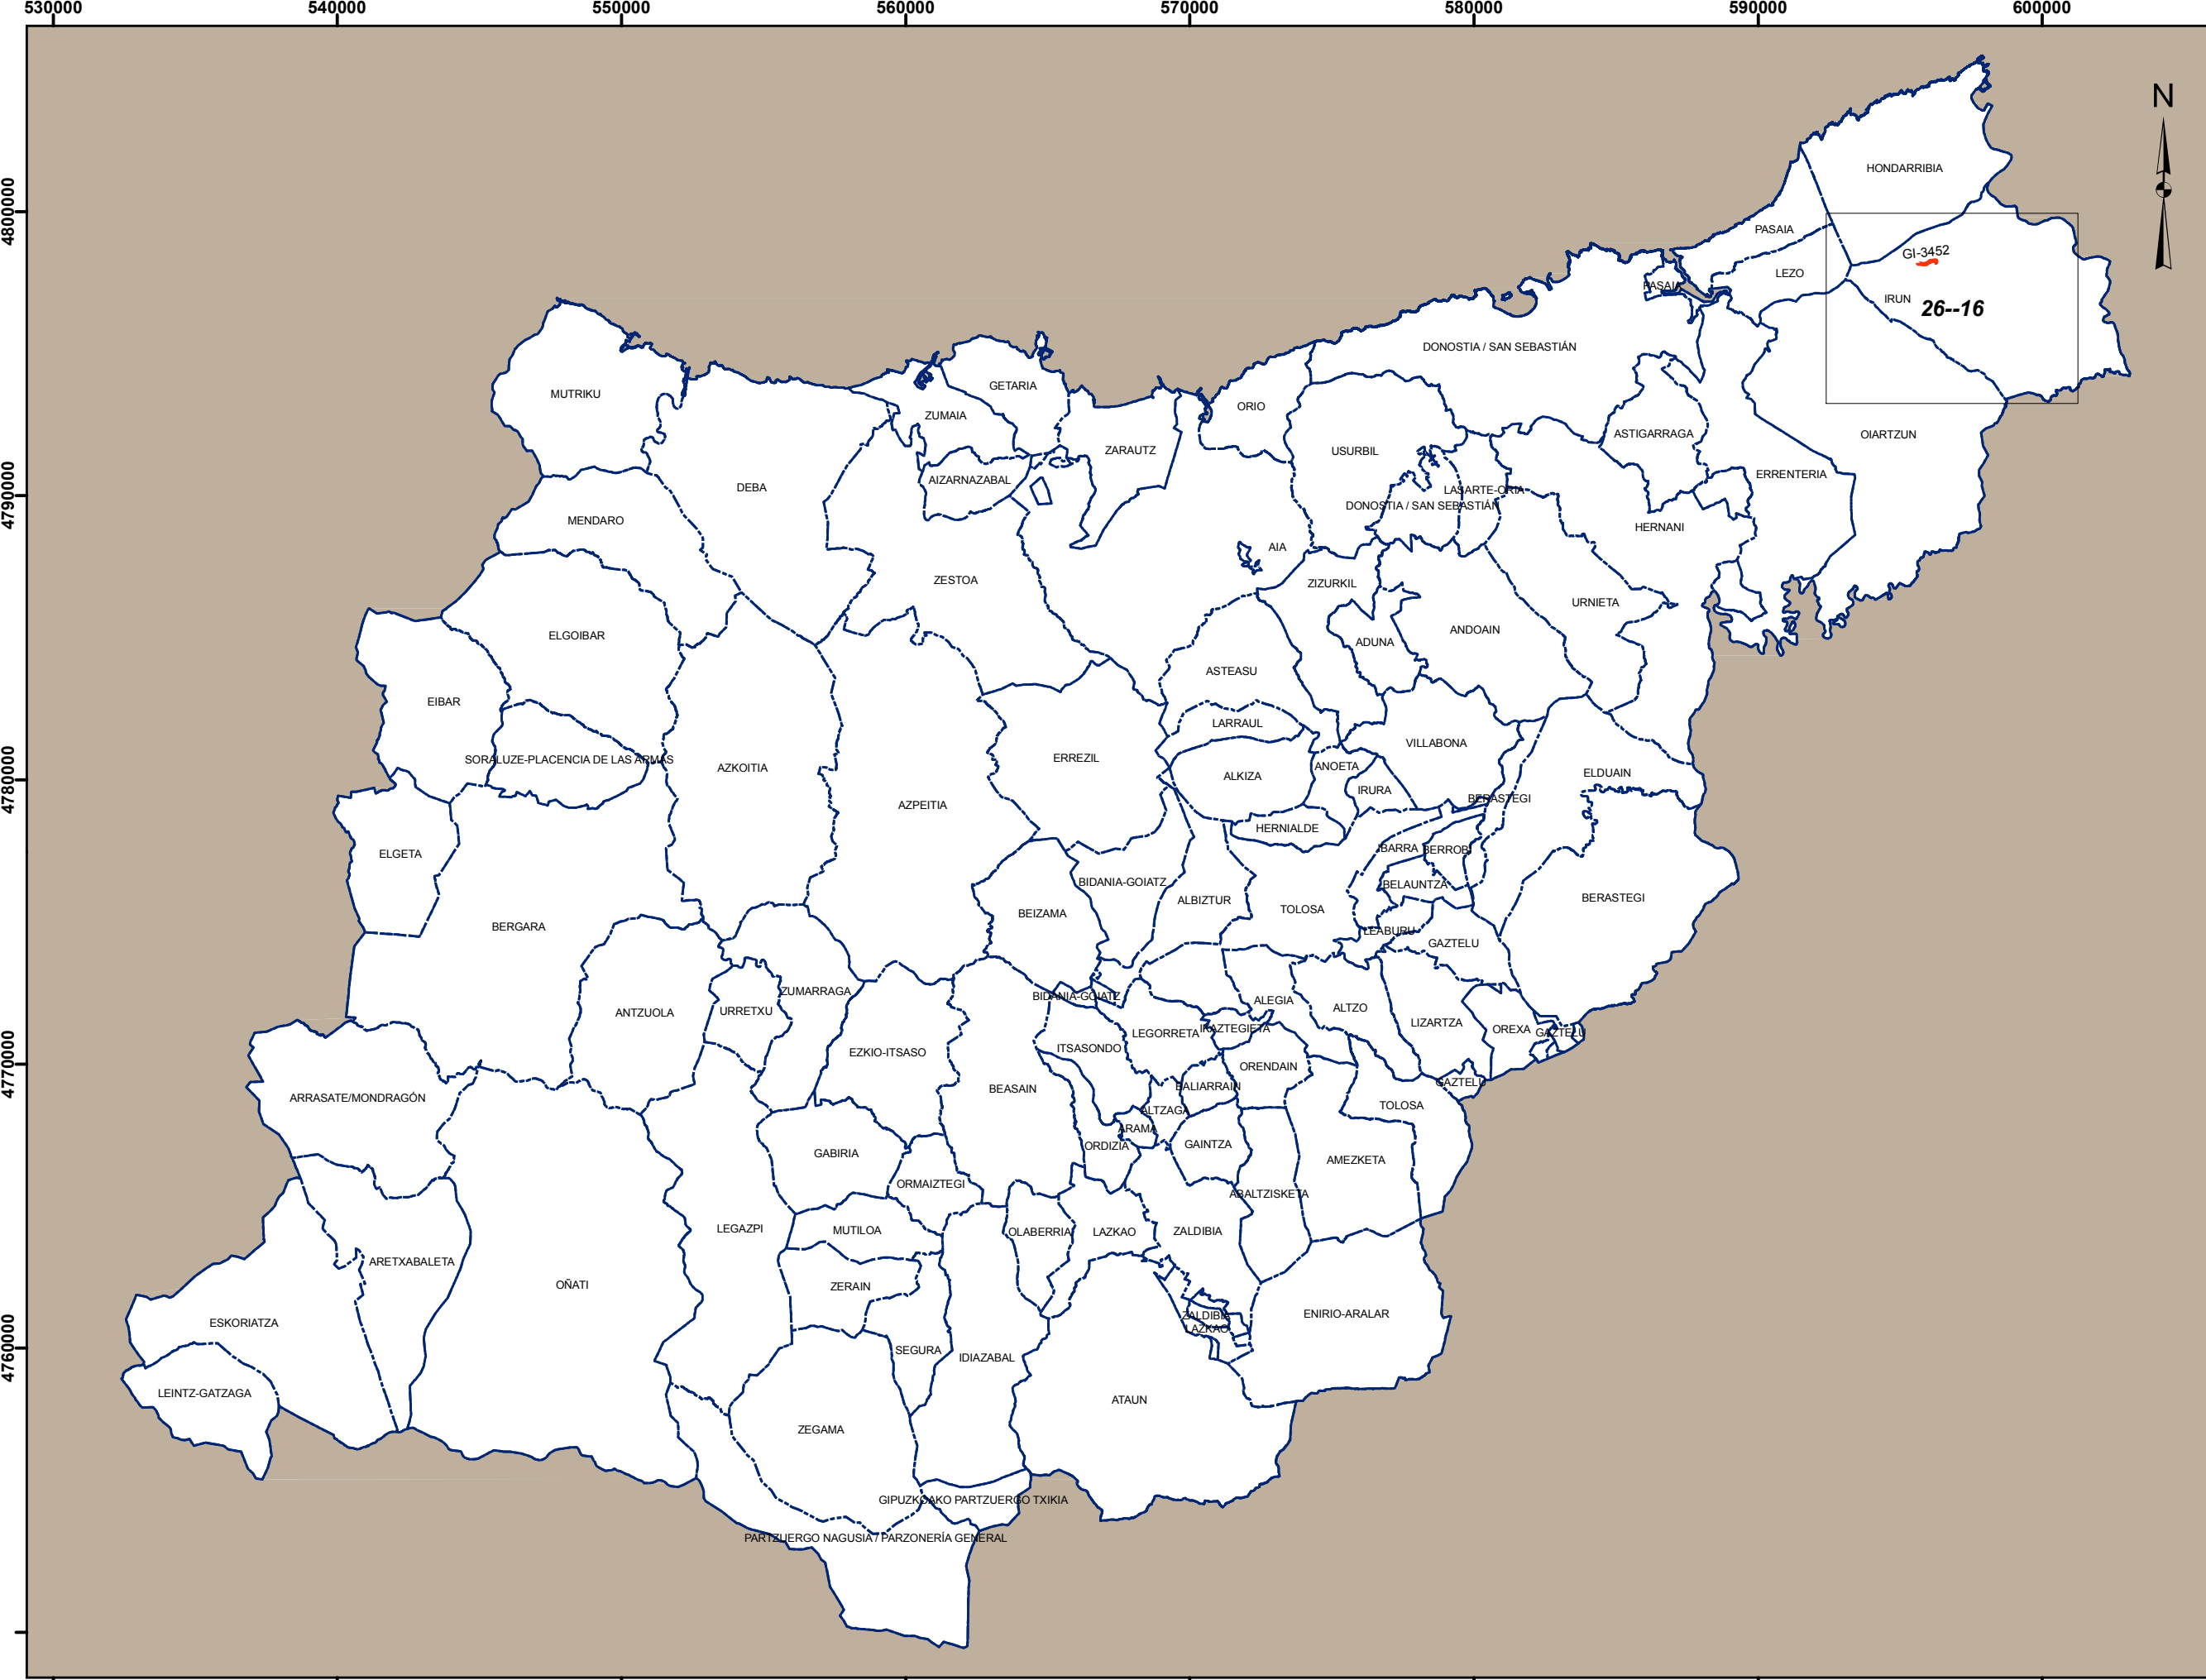 530000 540000 550000 560000 570000 580000 590000 600000
N
HONDARRIBIA
4800000
PASAIA
GI-3452
LEZO
PASAIA
IRUN
26--16
DONOSTIA / SAN SEBASTIÁN
GETARIA
MUTRIKU
ORIO
ZUMAIA
ASTIGARRAGA
OIARTZUN
ZARAUTZ
USURBIL
ERRENTERIA
AIZARNAZABAL
DEBA
LASARTE-ORIA
4790000
DONOSTIA / SAN SEBASTIÁN
MENDARO
HERNANI
AIA
ZESTOA
ZIZURKIL
URNIETA
ANDOAIN
ELGOIBAR
ADUNA
ASTEASU
EIBAR
LARRAUL
VILLABONA
SORALUZE-PLACENCIA DE LAS ARMAS
ERREZIL
AZKOITIA
ANOETA
ELDUAIN
ALKIZA
4780000
IRURA
BERASTEGI
AZPEITIA
HERNIALDE
IBARRA
BERROBI
ELGETA
BIDANIA-GOIATZ
BELAUNTZA
BERASTEGI
ALBIZTUR
TOLOSA
BEIZAMA
BERGARA
LEABURU
GAZTELU
ZUMARRAGA
BIDANIA-GOIATZ
ALEGIA
ALTZO
URRETXU
ANTZUOLA
LIZARTZA
IKAZTEGIETA
OREXA
LEGORRETA
GAZTELU
ITSASONDO
EZKIO-ITSASO
4770000
ORENDAIN
GAZTELU
BALIARRAIN
BEASAIN
ARRASATE/MONDRAGÓN
TOLOSA
ALTZAGA
ARAMA
ORDIZIA
GAINTZA
GABIRIA
AMEZKETA
ORMAIZTEGI
ABALTZISKETA
LEGAZPI
MUTILOA
OLABERRIA
LAZKAO
ZALDIBIA
ARETXABALETA
OÑATI
ZERAIN
ENIRIO-ARALAR
ZALDIBIA
ESKORIATZA
LAZKAO
4760000
SEGURA
IDIAZABAL
LEINTZ-GATZAGA
ATAUN
ZEGAMA
GIPUZKOAKO PARTZUERGO TXIKIA
PARTZUERGO NAGUSIA / PARZONERÍA GENERAL